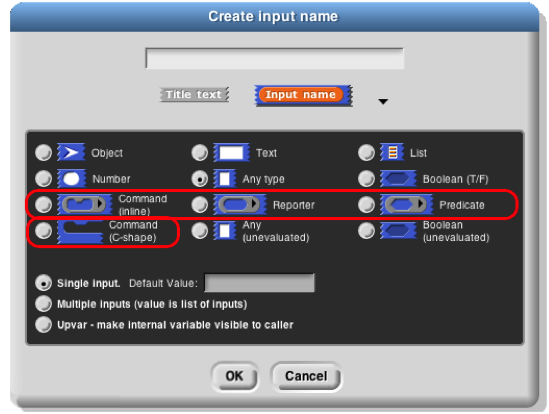 Create input name
Title text Input name
Object Text List
Number Any type Boolean (T/F)
Command (inline) Reporter Predicate
Command (C-shape) Any (unevaluated) Boolean (unevaluated)
Single input. Default Value:
Multiple inputs (value is list of inputs)
Upvar - make internal variable visible to caller
OK Cancel